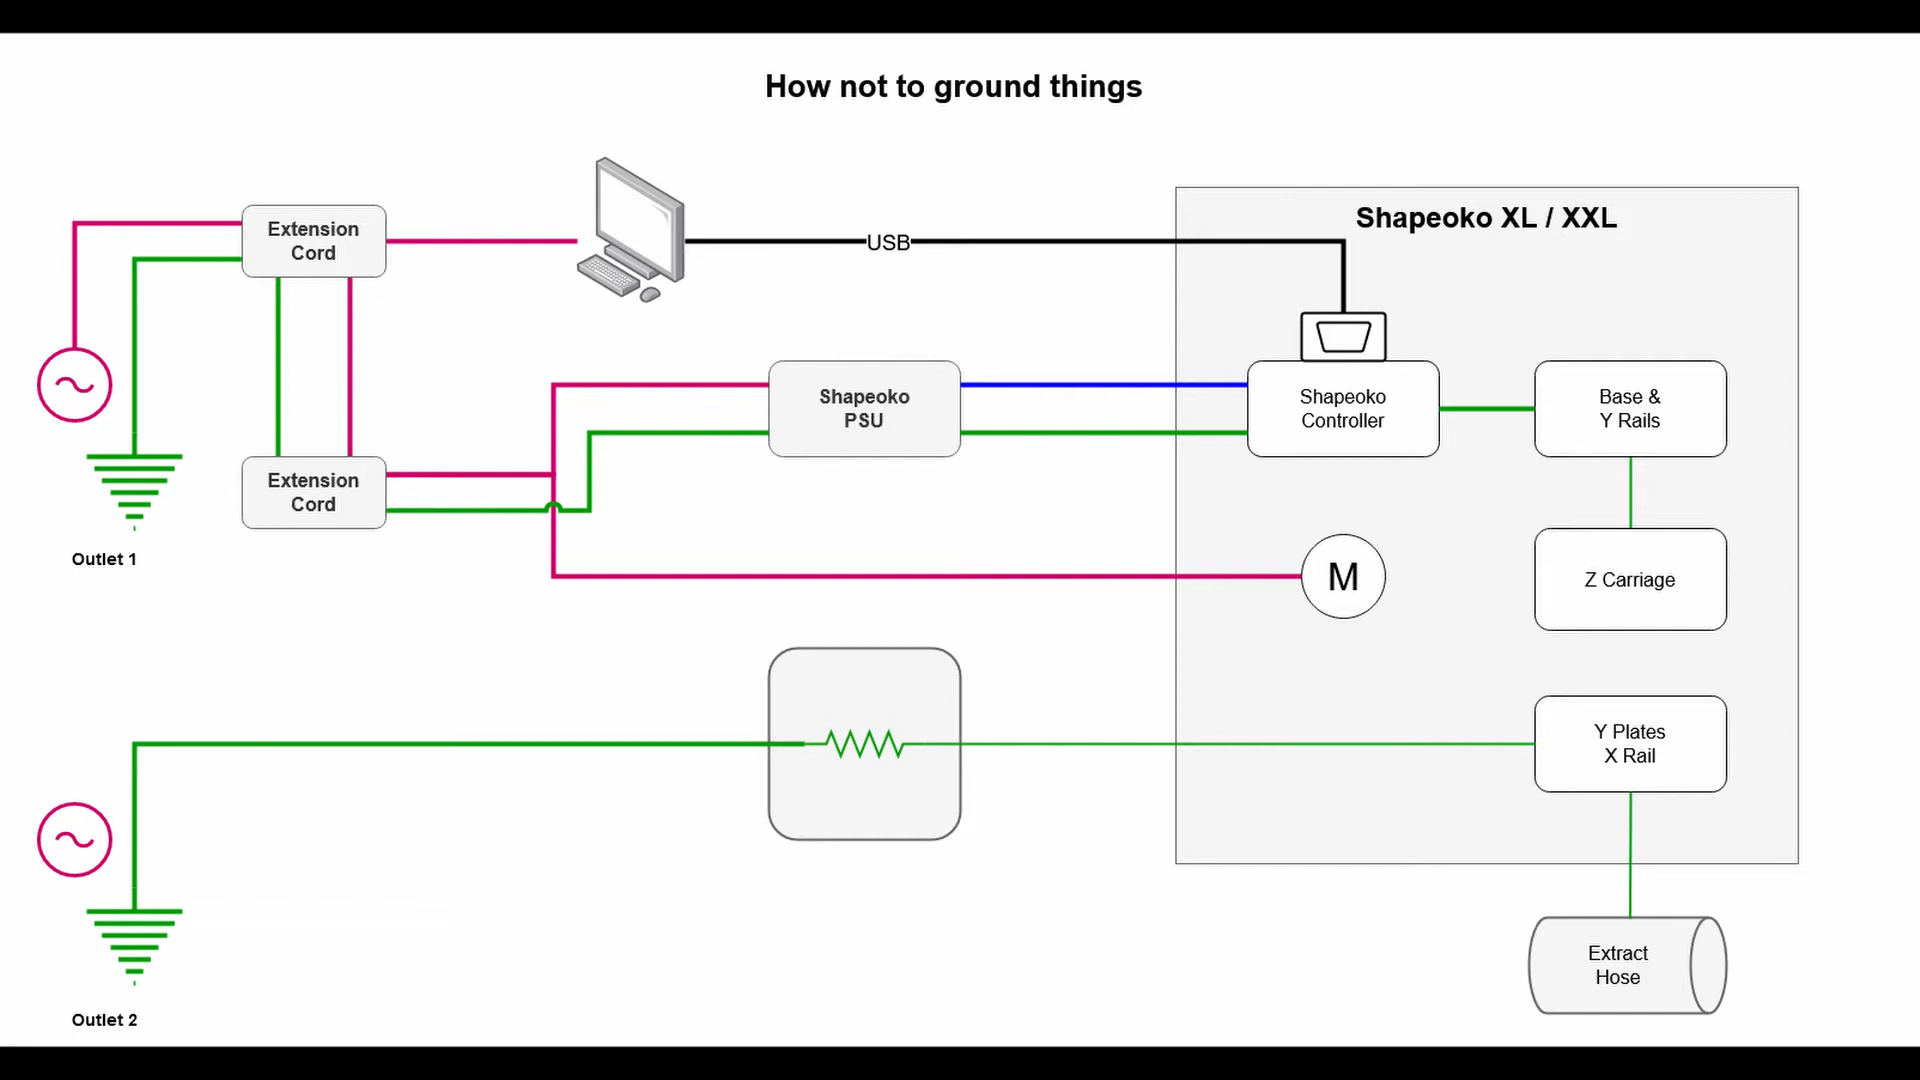 How not to ground things
Extension
Cord
USB
Shapeoko XL / XXL
Shapeoko
PSU
Shapeoko
Controller
Base &
Y Rails
Extension
Cord
Outlet 1
M
Z Carriage
Y Plates
X Rail
Extract
Hose
Outlet 2